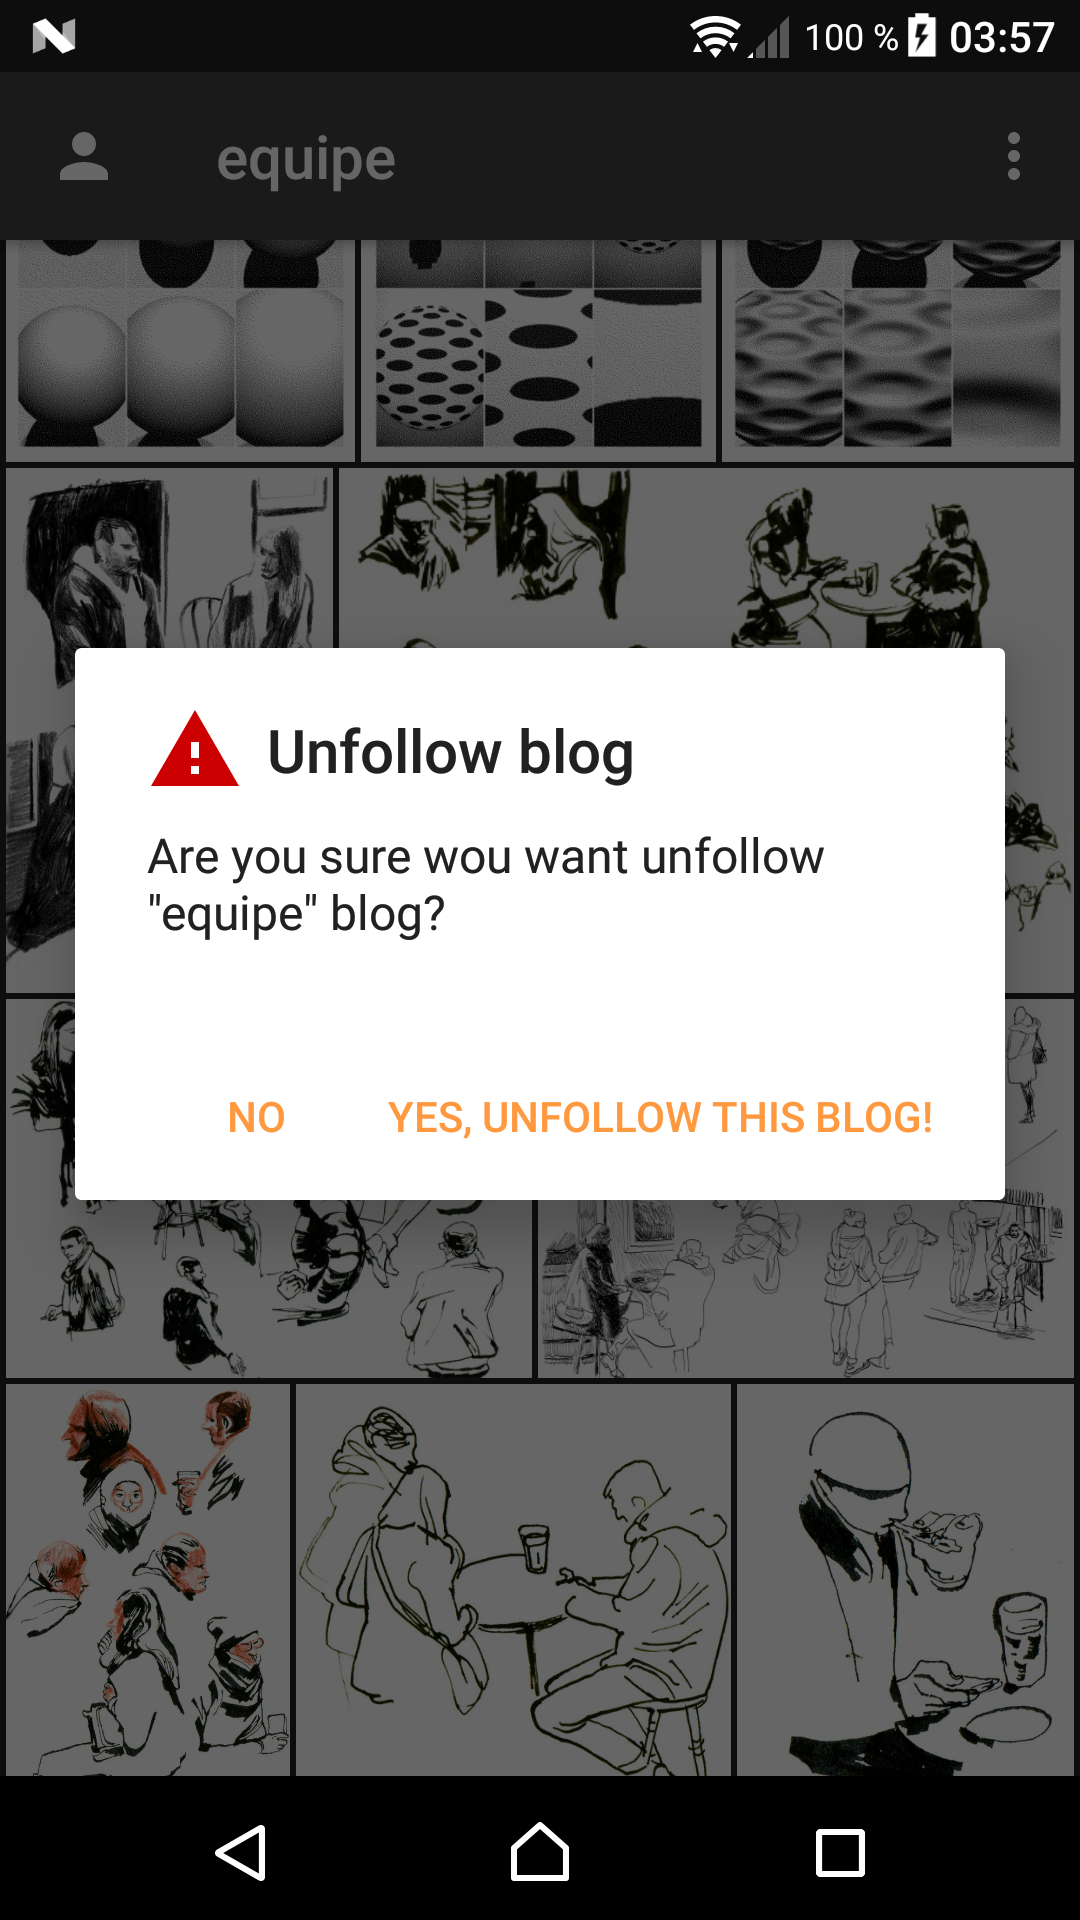 100 % 03:57
equipe
Unfollow blog
Are you sure wou want unfollow
"equipe" blog?
NO YES, UNFOLLOW THIS BLOG!